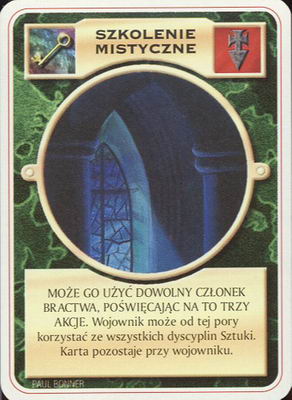 SZKOLENIE
MISTYCZNE
MOŻE GO UŻYĆ DOWOLNY CZŁONEK
BRACTWA, POŚWIĘCAJĄC NA TO TRZY
AKCJE. Wojownik może od tej pory
korzystać ze wszystkich dyscyplin Sztuki.
Karta pozostaje przy wojowniku.
PAUL BONNER